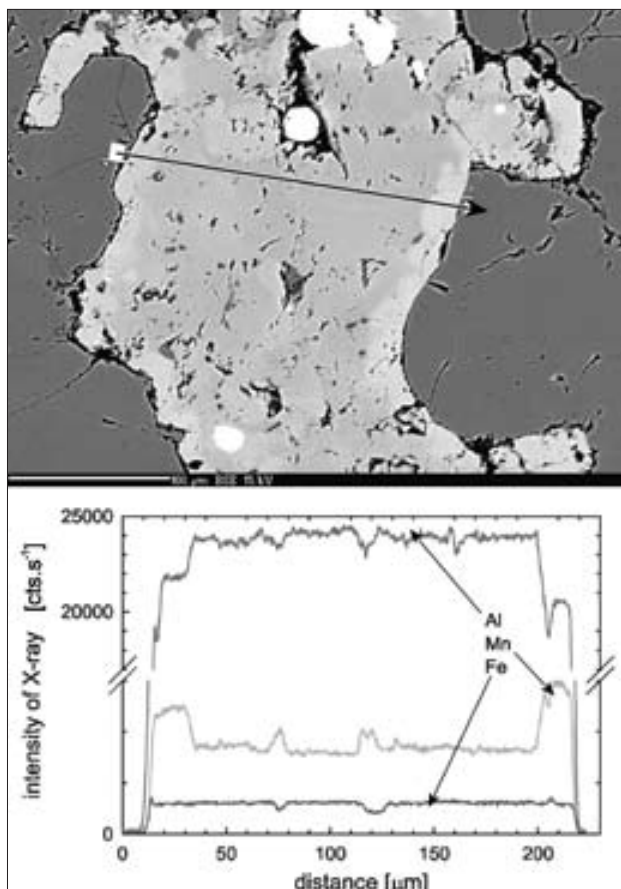 100 µm BSE 15 kV
25000
20000
0
intensity of X-ray [cts.s⁻¹]
Al
Mn
Fe
0 50 100 150 200
distance [µm]